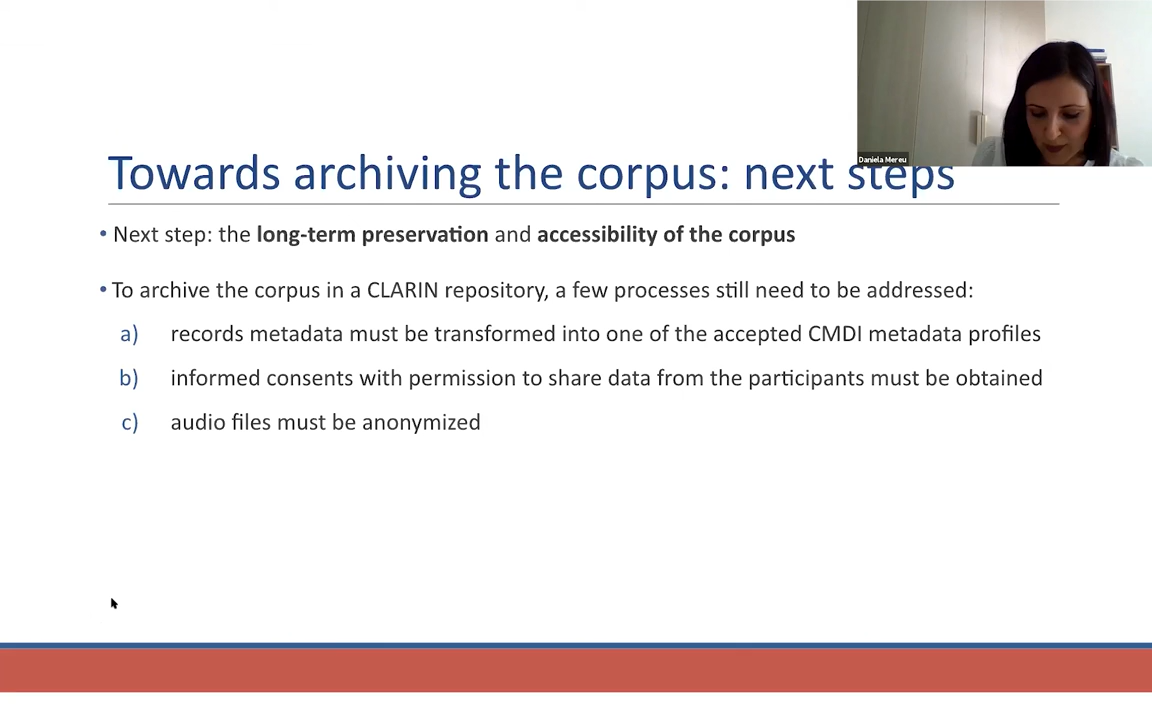 Daniela Mereu
Towards archiving the corpus: next steps
• Next step: the long-term preservation and accessibility of the corpus
• To archive the corpus in a CLARIN repository, a few processes still need to be addressed:
a) records metadata must be transformed into one of the accepted CMDI metadata profiles
b) informed consents with permission to share data from the participants must be obtained
c) audio files must be anonymized